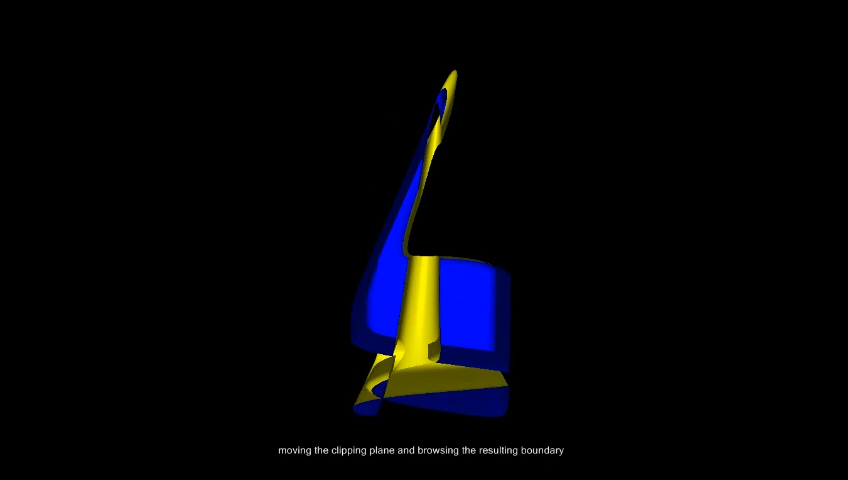 moving the clipping plane and browsing the resulting boundary